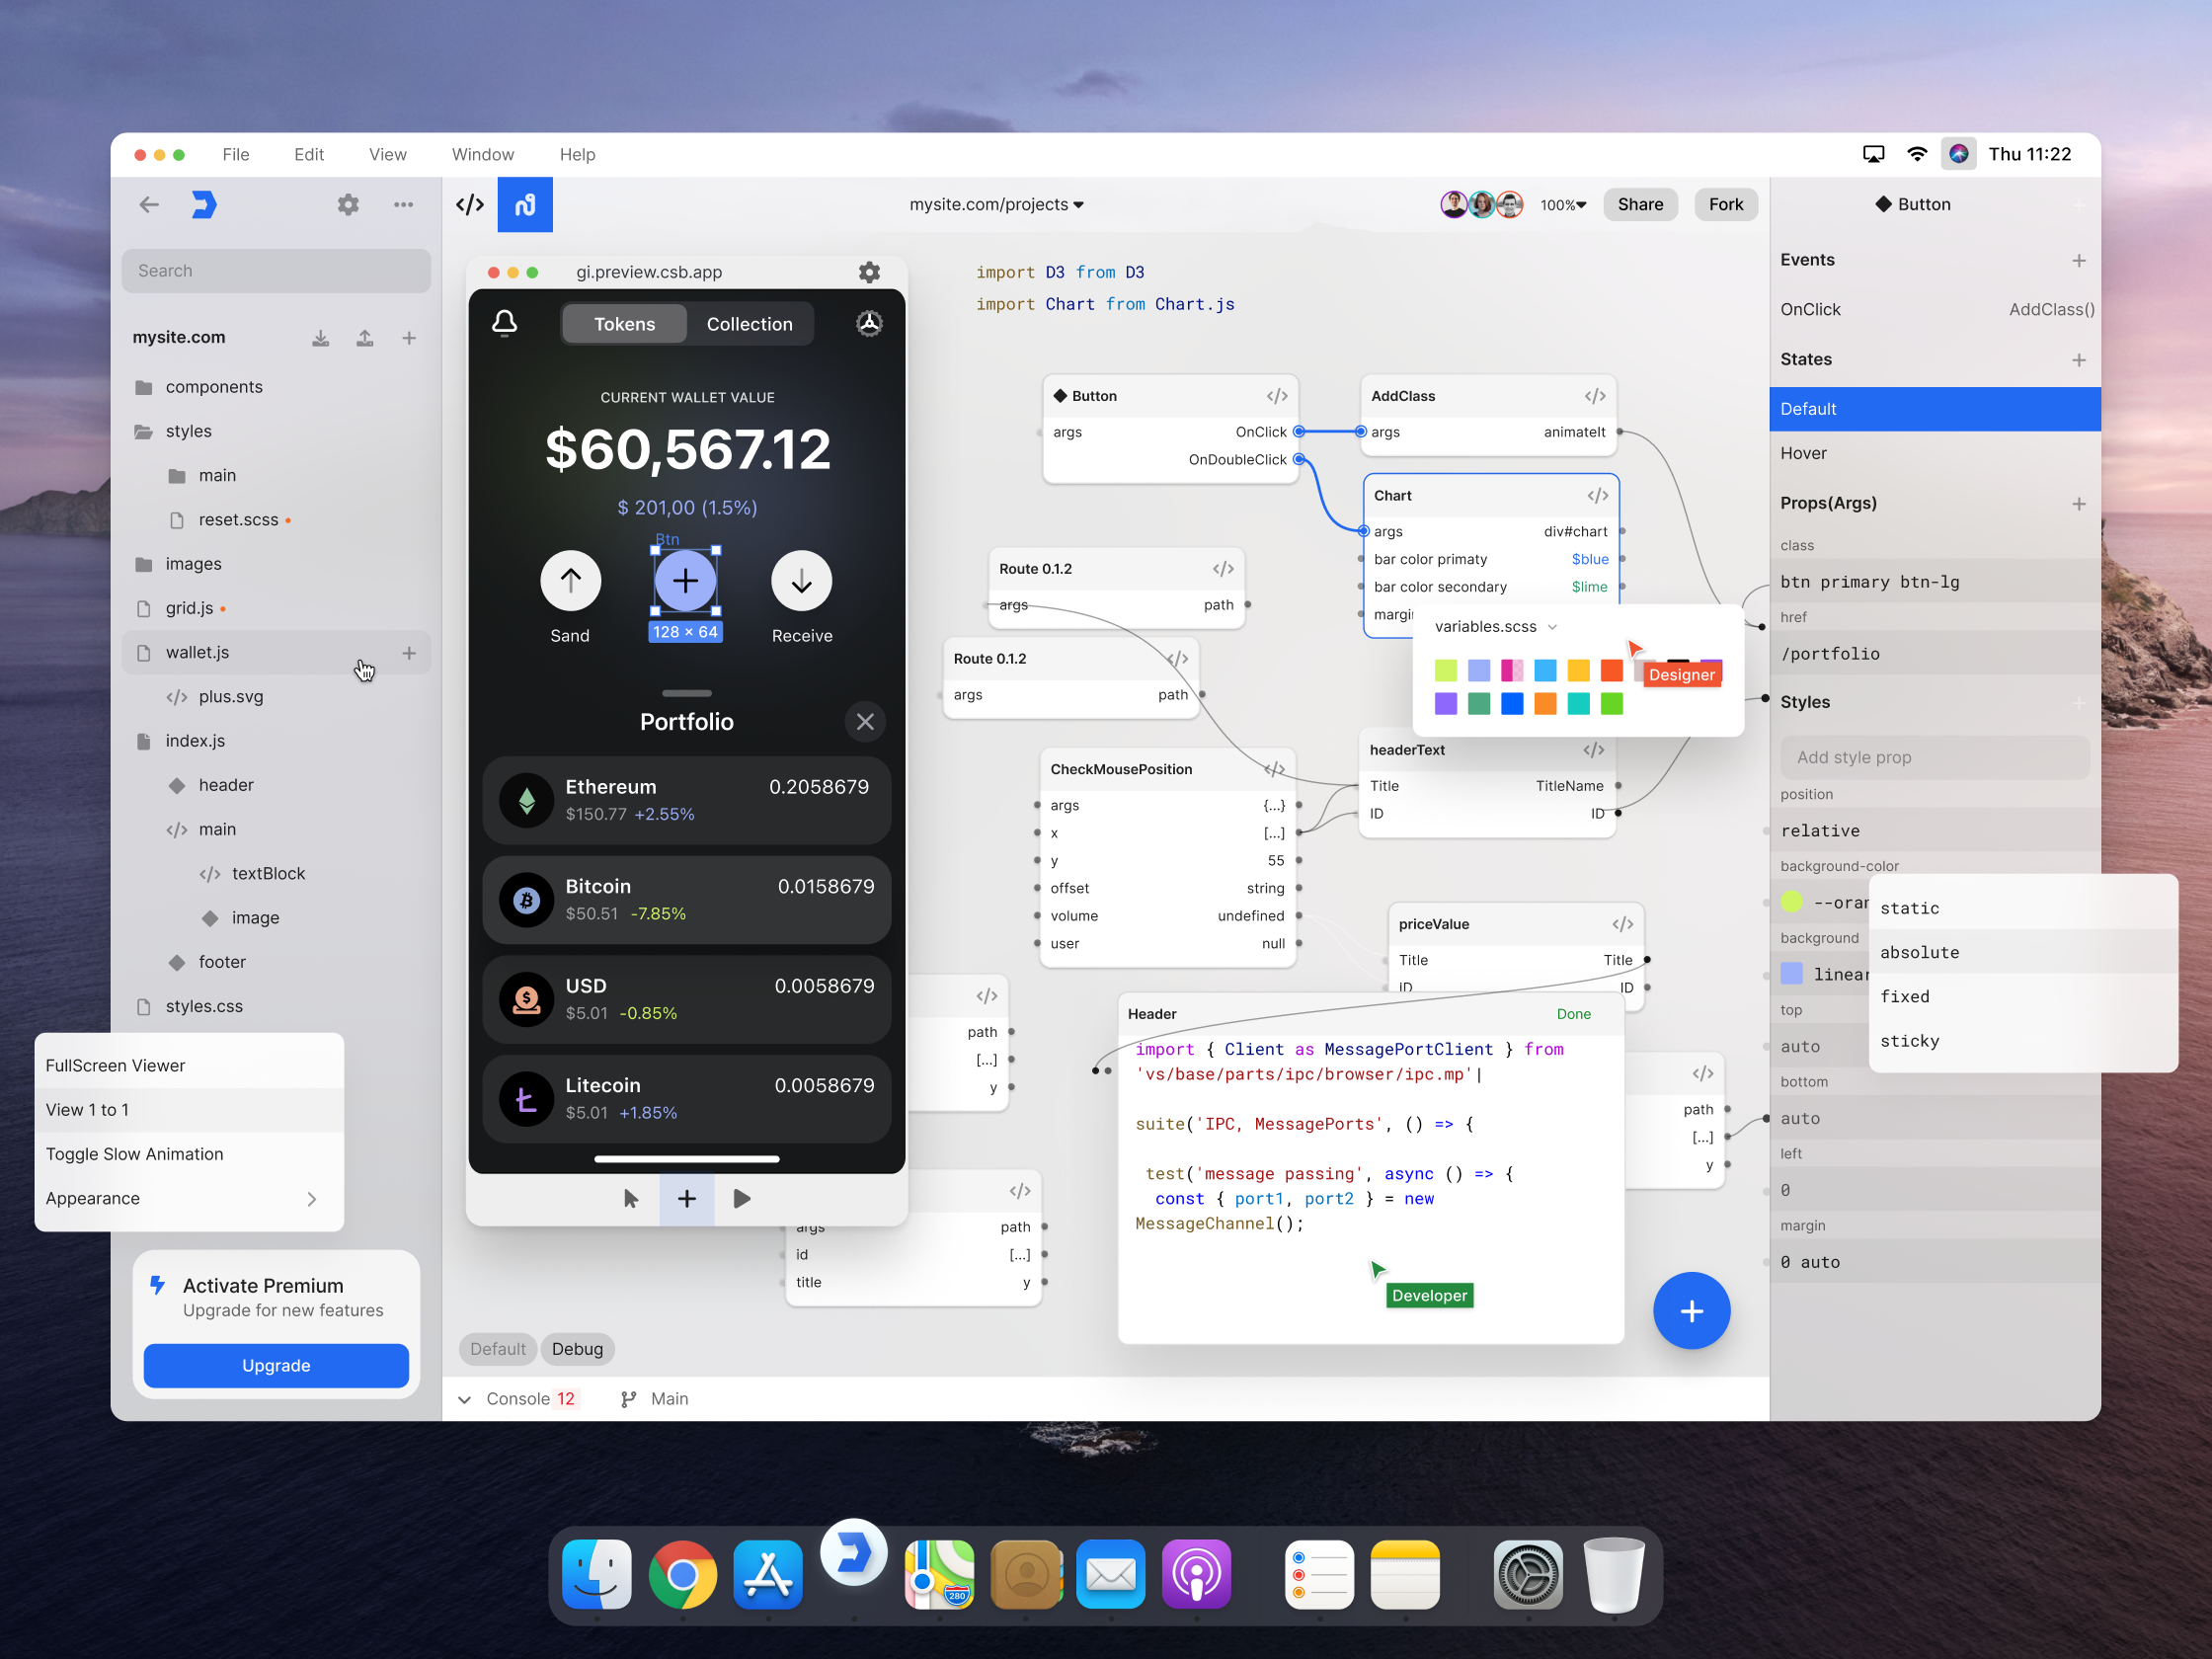 File Edit View Window Help
Thu 11:22
mysite.com/projects
100%
Share
Fork
Button
Search
mysite.com
components
styles
main
reset.scss
images
grid.js
wallet.js
plus.svg
index.js
header
main
textBlock
image
footer
styles.css
FullScreen Viewer
View 1 to 1
Toggle Slow Animation
Appearance
Activate Premium
Upgrade for new features
Upgrade
gi.preview.csb.app
Tokens
Collection
CURRENT WALLET VALUE
$60,567.12
$ 201,00 (1.5%)
Btn
128 × 64
Sand
Receive
Portfolio
Ethereum 0.2058679
$150.77 +2.55%
Bitcoin 0.0158679
$50.51 -7.85%
USD 0.0058679
$5.01 -0.85%
Litecoin 0.0058679
$5.01 +1.85%
import D3 from D3
import Chart from Chart.js
Button
args OnClick
OnDoubleClick
AddClass
args animateIt
Chart
args div#chart
bar color primaty $blue
bar color secondary $lime
margin
variables.scss
Designer
Route 0.1.2
args path
Route 0.1.2
args path
CheckMousePosition
args {...}
x [...]
y 55
offset string
volume undefined
user null
headerText
Title TitleName
ID ID
priceValue
Title Title
ID ID
path
[...]
y
args path
id [...]
title y
Header Done
import { Client as MessagePortClient } from
'vs/base/parts/ipc/browser/ipc.mp'|
suite('IPC, MessagePorts', () => {
test('message passing', async () => {
const { port1, port2 } = new
MessageChannel();
Developer
path
[...]
y
Default
Debug
Console 12
Main
Events
OnClick AddClass()
States
Default
Hover
Props(Args)
class
btn primary btn-lg
href
/portfolio
Styles
Add style prop
position
relative
background-color
--oran
background
linear
top
auto
bottom
auto
left
0
margin
0 auto
static
absolute
fixed
sticky
280